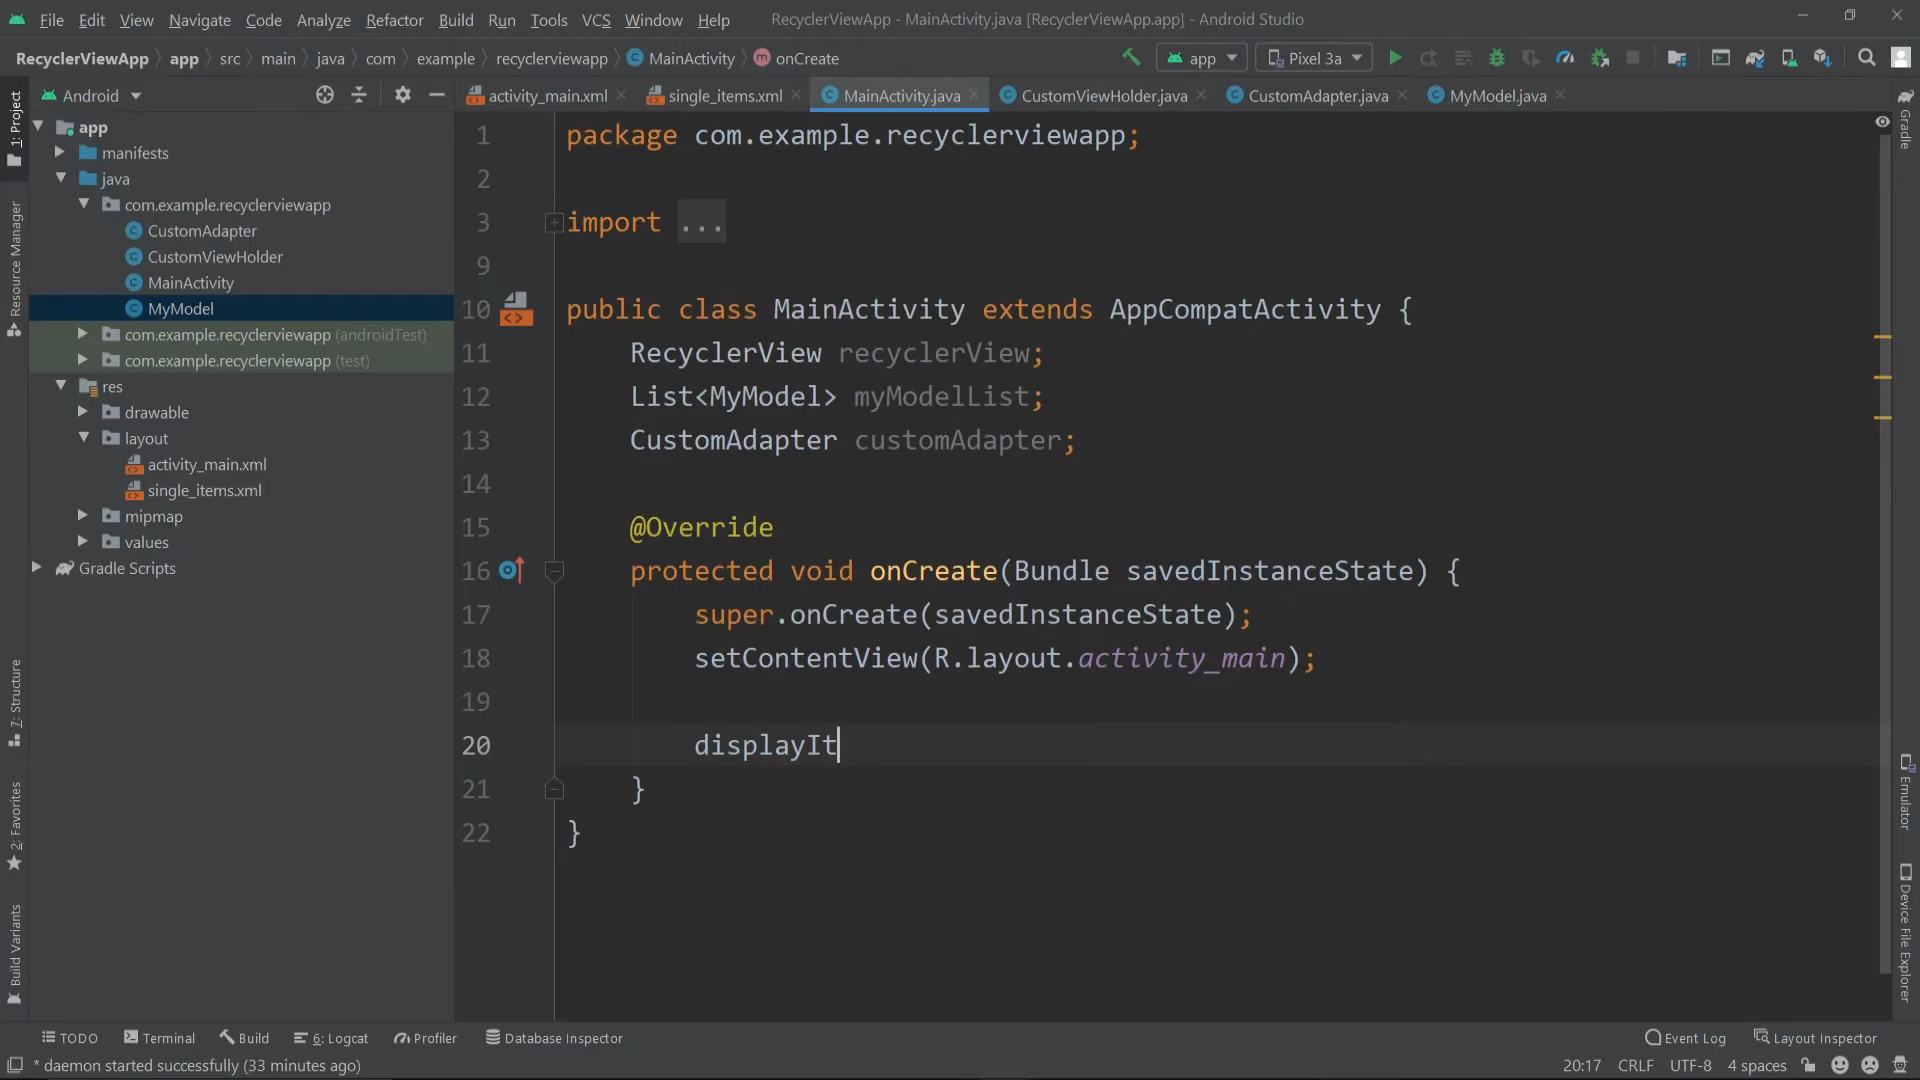 File Edit View Navigate Code Analyze Refactor Build Run Tools VCS Window Help RecyclerViewApp - MainActivity.java [RecyclerViewApp.app] - Android Studio
RecyclerViewApp app src main java com example recyclerviewapp MainActivity onCreate app Pixel 3a
Android
activity_main.xml single_items.xml MainActivity.java CustomViewHolder.java CustomAdapter.java MyModel.java
1: Project
Resource Manager
7: Structure
2: Favorites
Build Variants
app
manifests
java
com.example.recyclerviewapp
CustomAdapter
CustomViewHolder
MainActivity
MyModel
com.example.recyclerviewapp (androidTest)
com.example.recyclerviewapp (test)
res
drawable
layout
activity_main.xml
single_items.xml
mipmap
values
Gradle Scripts
1 package com.example.recyclerviewapp;
2
3 import ...
9
10 public class MainActivity extends AppCompatActivity {
11 RecyclerView recyclerView;
12 List<MyModel> myModelList;
13 CustomAdapter customAdapter;
14
15 @Override
16 protected void onCreate(Bundle savedInstanceState) {
17 super.onCreate(savedInstanceState);
18 setContentView(R.layout.activity_main);
19
20 displayIt
21 }
22 }
Gradle
Emulator
Device File Explorer
TODO Terminal Build 6: Logcat Profiler Database Inspector Event Log Layout Inspector
* daemon started successfully (33 minutes ago) 20:17 CRLF UTF-8 4 spaces